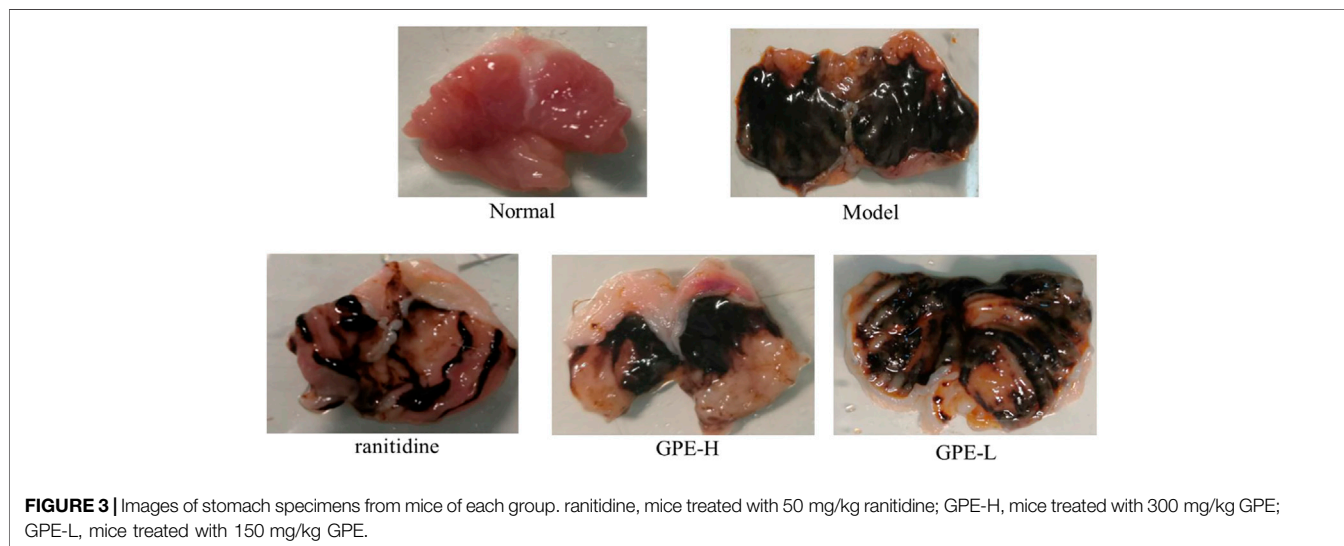 Normal
Model
ranitidine
GPE-H
GPE-L
FIGURE 3 | Images of stomach specimens from mice of each group. ranitidine, mice treated with 50 mg/kg ranitidine; GPE-H, mice treated with 300 mg/kg GPE;
GPE-L, mice treated with 150 mg/kg GPE.